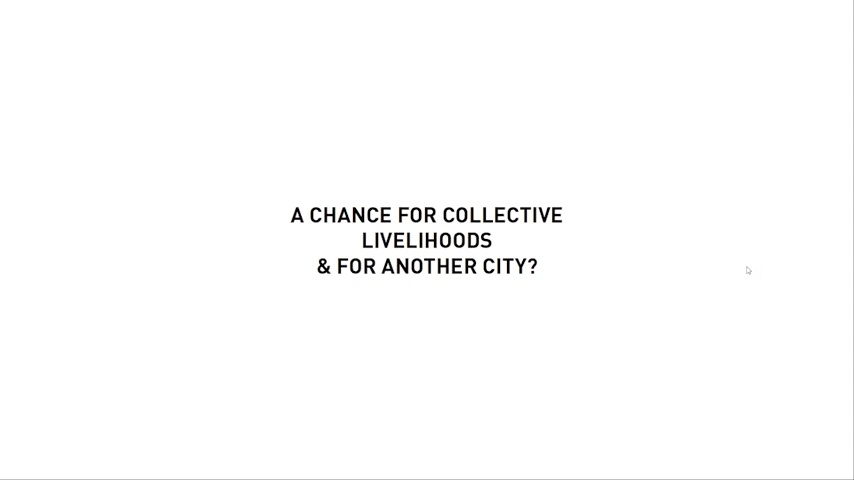 A CHANCE FOR COLLECTIVE
LIVELIHOODS
& FOR ANOTHER CITY?